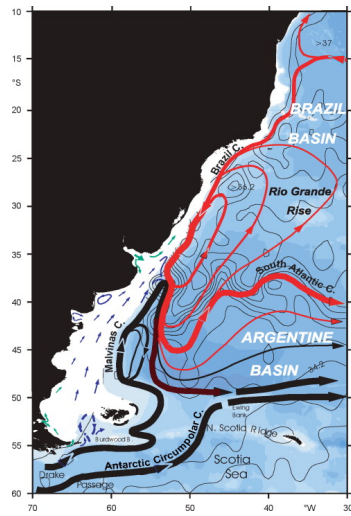 10
>37
15
°S
20
BRAZIL
BASIN
Brazil C.
25
>36.2
Rio Grande
Rise
30
35
South Atlantic C.
40
Malvinas C.
ARGENTINE
45
BASIN
34.2
50
Ewing
Bank
N. Scotia Ridge
Burdwood B.
Antarctic Circumpolar C.
55
Scotia
Sea
Drake
Passage
60
70
60
50
40
°W
30